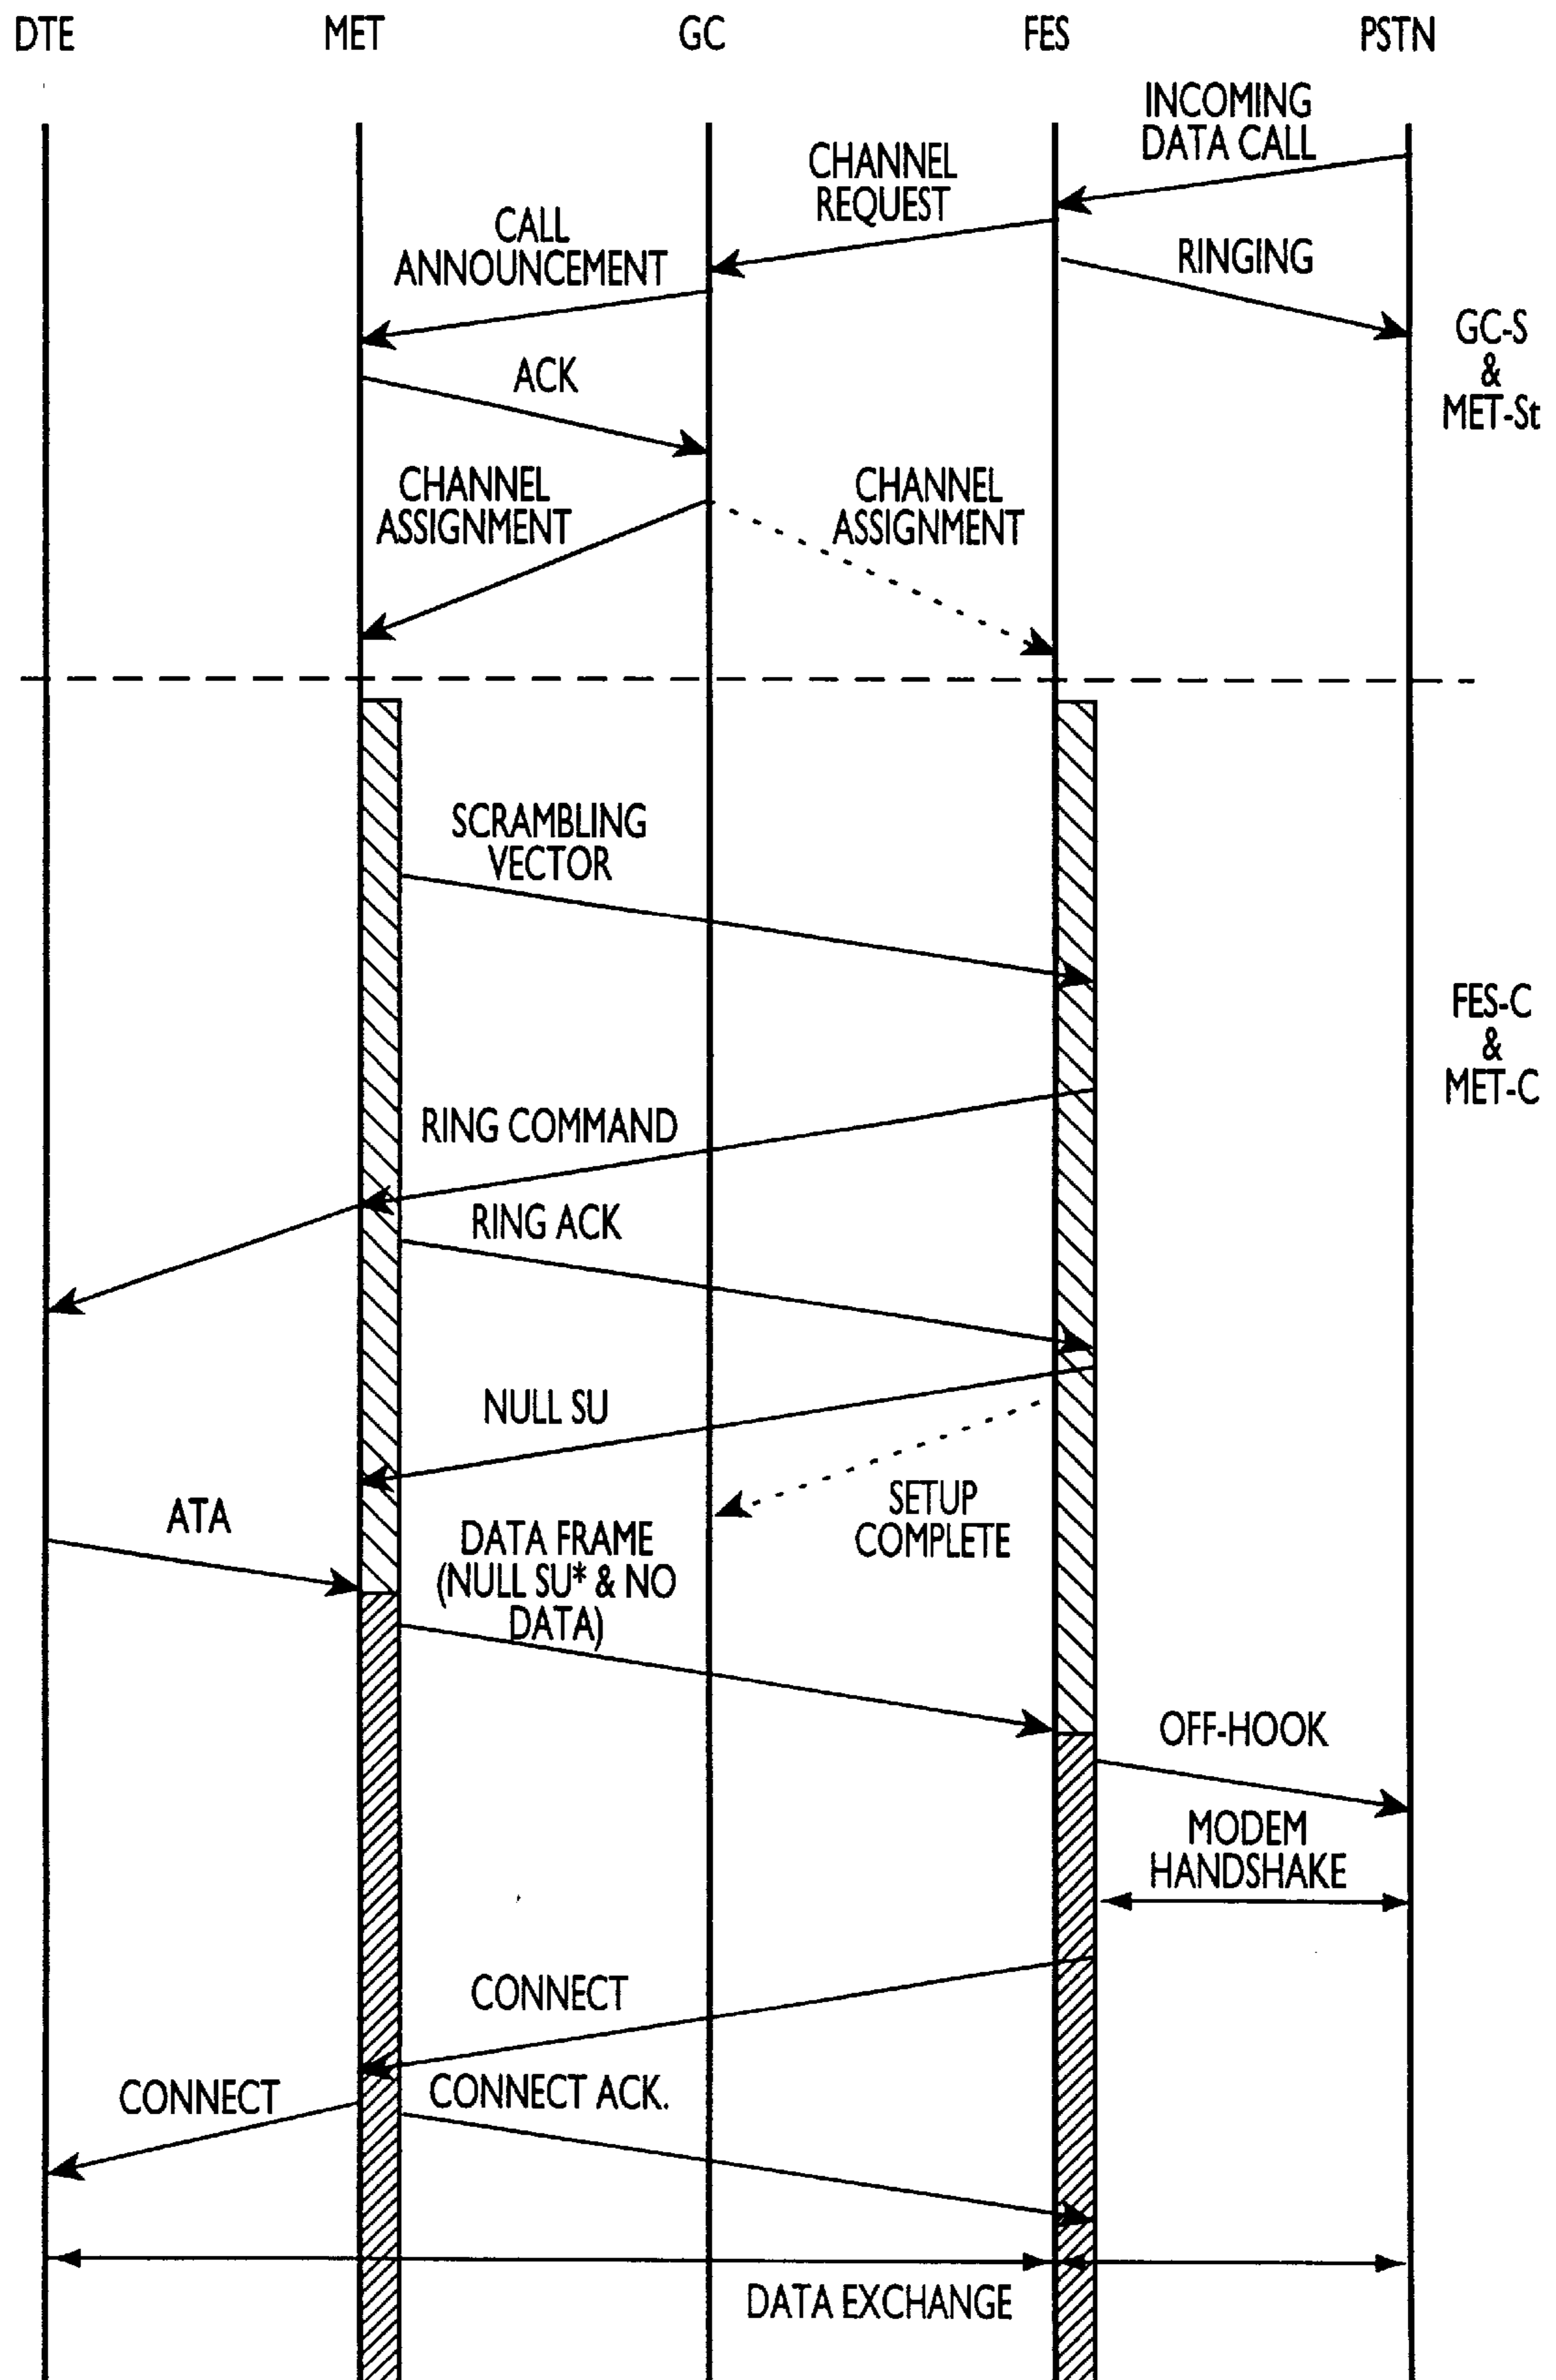 DTE MET GC FES PSTN
INCOMING
DATA CALL
CHANNEL
REQUEST
CALL
ANNOUNCEMENT
RINGING
GC-S
&
MET-St
ACK
CHANNEL
ASSIGNMENT
CHANNEL
ASSIGNMENT
SCRAMBLING
VECTOR
FES-C
&
MET-C
RING COMMAND
RING ACK
NULL SU
SETUP
COMPLETE
ATA
DATA FRAME
(NULL SU* & NO
DATA)
OFF-HOOK
MODEM
HANDSHAKE
CONNECT
CONNECT
CONNECT ACK.
DATA EXCHANGE